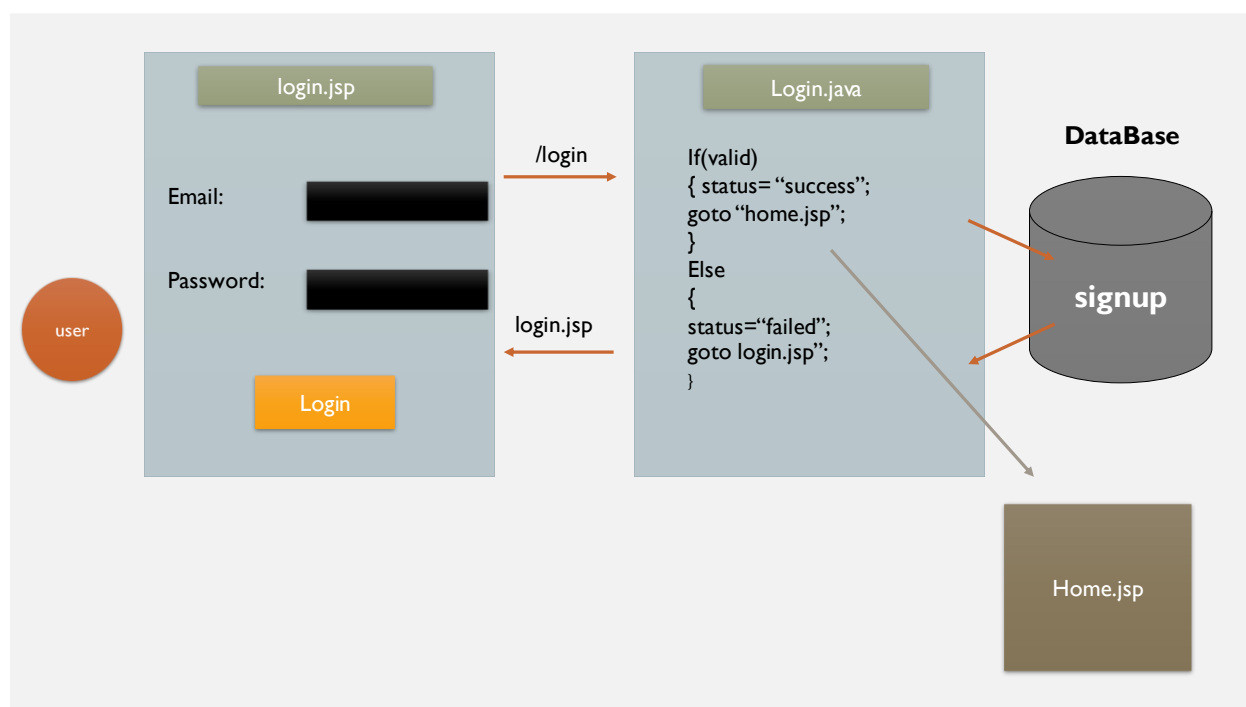 login.jsp
Email:
Password:
Login
user
/login
login.jsp
Login.java
If(valid)
{ status= “success”;
goto “home.jsp”;
}
Else
{
status=“failed”;
goto login.jsp”;
}
DataBase
signup
Home.jsp